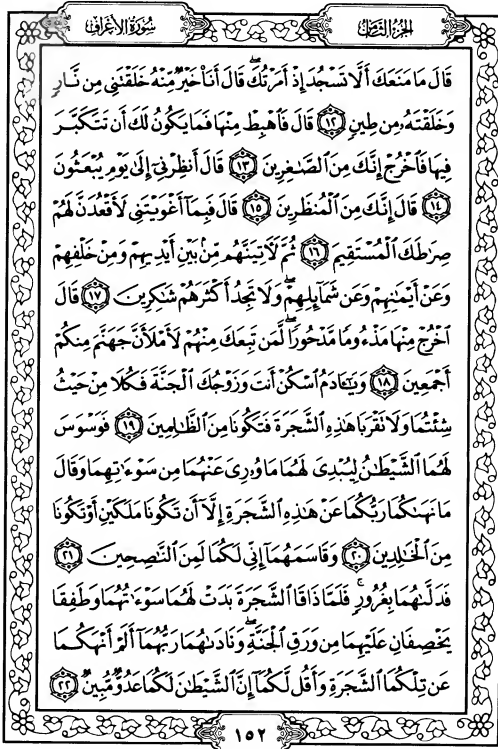 الجزء الثامن
سورة الأعراف
قَالَ مَا مَنَعَكَ أَلَّا تَسْجُدَ إِذْ أَمَرْتُكَ ۖ قَالَ أَنَا۠ خَيْرٌ مِّنْهُ خَلَقْتَنِى مِن نَّارٍ
وَخَلَقْتَهُۥ مِن طِينٍ ﴿١٢﴾ قَالَ فَٱهْبِطْ مِنْهَا فَمَا يَكُونُ لَكَ أَن تَتَكَبَّرَ
فِيهَا فَٱخْرُجْ إِنَّكَ مِنَ ٱلصَّٰغِرِينَ ﴿١٣﴾ قَالَ أَنظِرْنِىٓ إِلَىٰ يَوْمِ يُبْعَثُونَ
﴿١٤﴾ قَالَ إِنَّكَ مِنَ ٱلْمُنظَرِينَ ﴿١٥﴾ قَالَ فَبِمَآ أَغْوَيْتَنِى لَأَقْعُدَنَّ لَهُمْ
صِرَٰطَكَ ٱلْمُسْتَقِيمَ ﴿١٦﴾ ثُمَّ لَءَاتِيَنَّهُم مِّنۢ بَيْنِ أَيْدِيهِمْ وَمِنْ خَلْفِهِمْ
وَعَنْ أَيْمَٰنِهِمْ وَعَن شَمَآئِلِهِمْ ۖ وَلَا تَجِدُ أَكْثَرَهُمْ شَٰكِرِينَ ﴿١٧﴾ قَالَ
ٱخْرُجْ مِنْهَا مَذْءُومًا مَّدْحُورًا ۖ لَّمَن تَبِعَكَ مِنْهُمْ لَأَمْلَأَنَّ جَهَنَّمَ مِنكُمْ
أَجْمَعِينَ ﴿١٨﴾ وَيَٰٓـَٔادَمُ ٱسْكُنْ أَنتَ وَزَوْجُكَ ٱلْجَنَّةَ فَكُلَا مِنْ حَيْثُ
شِئْتُمَا وَلَا تَقْرَبَا هَٰذِهِ ٱلشَّجَرَةَ فَتَكُونَا مِنَ ٱلظَّٰلِمِينَ ﴿١٩﴾ فَوَسْوَسَ
لَهُمَا ٱلشَّيْطَٰنُ لِيُبْدِىَ لَهُمَا مَا وُۥرِىَ عَنْهُمَا مِن سَوْءَٰتِهِمَا وَقَالَ
مَا نَهَىٰكُمَا رَبُّكُمَا عَنْ هَٰذِهِ ٱلشَّجَرَةِ إِلَّآ أَن تَكُونَا مَلَكَيْنِ أَوْ تَكُونَا
مِنَ ٱلْخَٰلِدِينَ ﴿٢٠﴾ وَقَاسَمَهُمَآ إِنِّى لَكُمَا لَمِنَ ٱلنَّٰصِحِينَ ﴿٢١﴾
فَدَلَّىٰهُمَا بِغُرُورٍ ۚ فَلَمَّا ذَاقَا ٱلشَّجَرَةَ بَدَتْ لَهُمَا سَوْءَٰتُهُمَا وَطَفِقَا
يَخْصِفَانِ عَلَيْهِمَا مِن وَرَقِ ٱلْجَنَّةِ ۖ وَنَادَىٰهُمَا رَبُّهُمَآ أَلَمْ أَنْهَكُمَا
عَن تِلْكُمَا ٱلشَّجَرَةِ وَأَقُل لَّكُمَآ إِنَّ ٱلشَّيْطَٰنَ لَكُمَا عَدُوٌّ مُّبِينٌ ﴿٢٢﴾
١٥٢